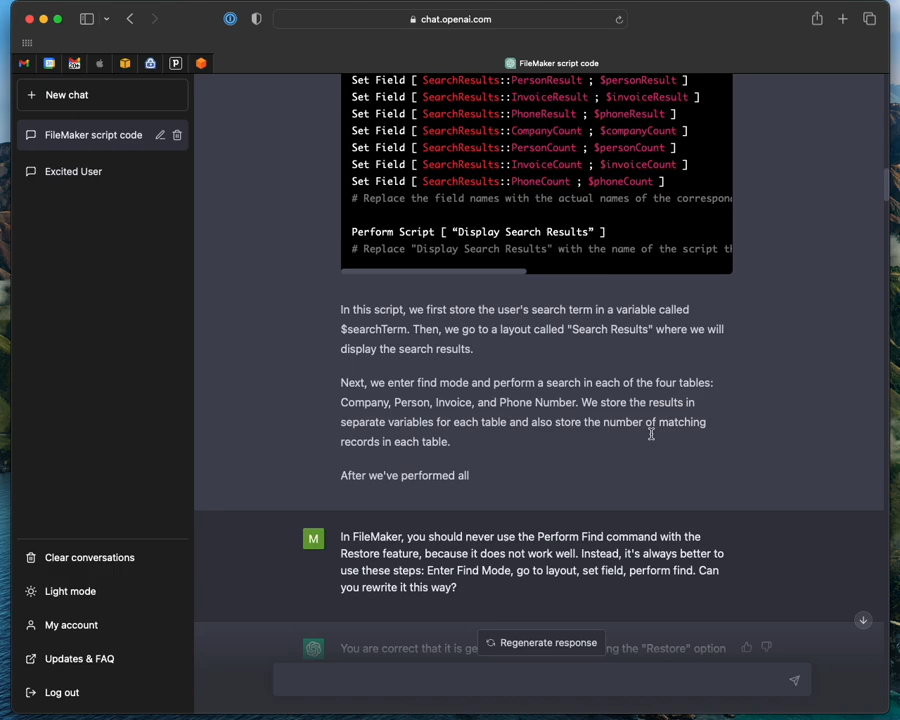 chat.openai.com
20+
P
FileMaker script code
New chat
FileMaker script code
Excited User
Set Field [ SearchResults::PersonResult ; $personResult ]
Set Field [ SearchResults::InvoiceResult ; $invoiceResult ]
Set Field [ SearchResults::PhoneResult ; $phoneResult ]
Set Field [ SearchResults::CompanyCount ; $companyCount ]
Set Field [ SearchResults::PersonCount ; $personCount ]
Set Field [ SearchResults::InvoiceCount ; $invoiceCount ]
Set Field [ SearchResults::PhoneCount ; $phoneCount ]
# Replace the field names with the actual names of the correspon
Perform Script [ “Display Search Results” ]
# Replace "Display Search Results" with the name of the script t
In this script, we first store the user's search term in a variable called
$searchTerm. Then, we go to a layout called "Search Results" where we will
display the search results.
Next, we enter find mode and perform a search in each of the four tables:
Company, Person, Invoice, and Phone Number. We store the results in
separate variables for each table and also store the number of matching
records in each table.
After we've performed all
M
In FileMaker, you should never use the Perform Find command with the
Restore feature, because it does not work well. Instead, it's always better to
use these steps: Enter Find Mode, go to layout, set field, perform find. Can
you rewrite it this way?
You are correct that it is ge
ng the "Restore" option
Regenerate response
Clear conversations
Light mode
My account
Updates & FAQ
Log out